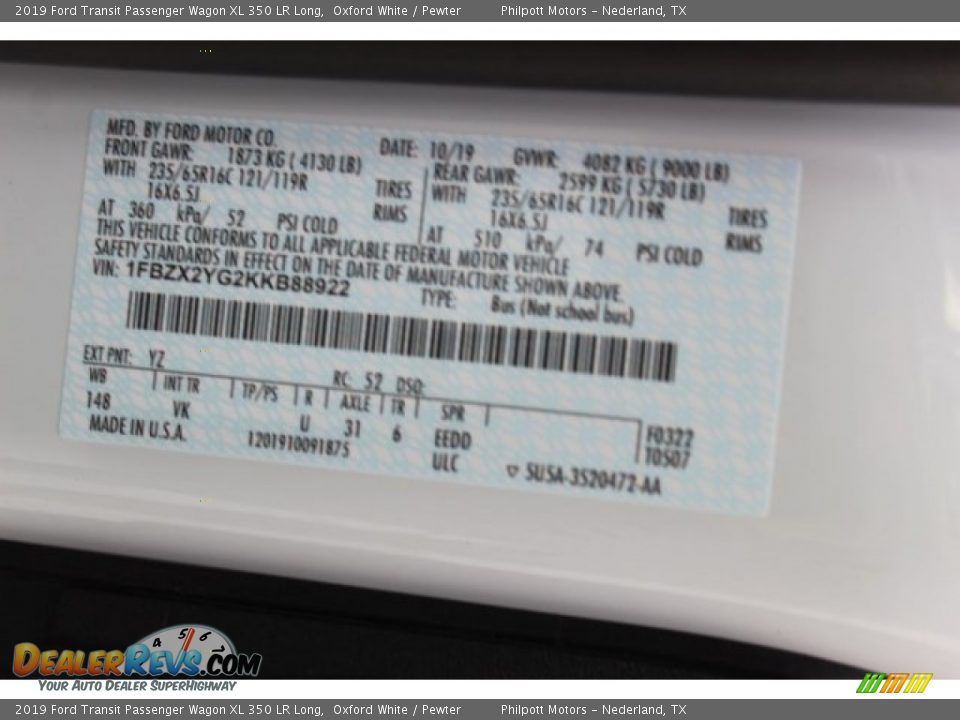 2019 Ford Transit Passenger Wagon XL 350 LR Long, Oxford White / Pewter Philpott Motors – Nederland, TX
MFD. BY FORD MOTOR CO. DATE: 10/19 GVWR: 4082 KG ( 9000 LB)
FRONT GAWR: 1873 KG ( 4130 LB) REAR GAWR: 2599 KG ( 5730 LB)
WITH 235/65R16C 121/119R TIRES WITH 235/65R16C 121/119R TIRES
16X6.5J RIMS 16X6.5J RIMS
AT 360 kPa/ 52 PSI COLD AT 510 kPa/ 74 PSI COLD
THIS VEHICLE CONFORMS TO ALL APPLICABLE FEDERAL MOTOR VEHICLE
SAFETY STANDARDS IN EFFECT ON THE DATE OF MANUFACTURE SHOWN ABOVE.
VIN: 1FBZX2YG2KKB88922 TYPE: Bus (Not school bus)
EXT PNT: YZ RC: 52 DSO:
WB INT TR TP/PS R AXLE TR SPR
148 VK U 31 6 EEDD F0322
MADE IN U.S.A. 1201910091875 ULC T0507
SU5A-3520472-AA
4 5 6
DEALERREVS.COM
YOUR AUTO DEALER SUPERHIGHWAY
2019 Ford Transit Passenger Wagon XL 350 LR Long, Oxford White / Pewter Philpott Motors – Nederland, TX